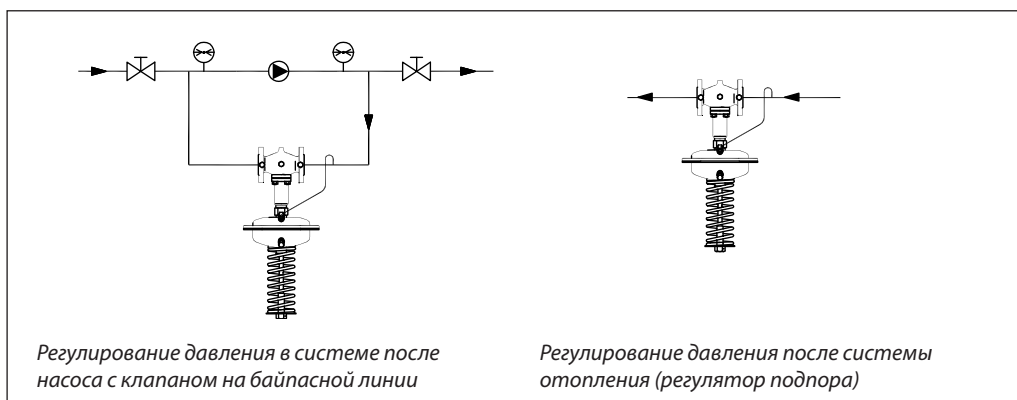 Регулирование давления в системе после
насоса с клапаном на байпасной линии
Регулирование давления после системы
отопления (регулятор подпора)